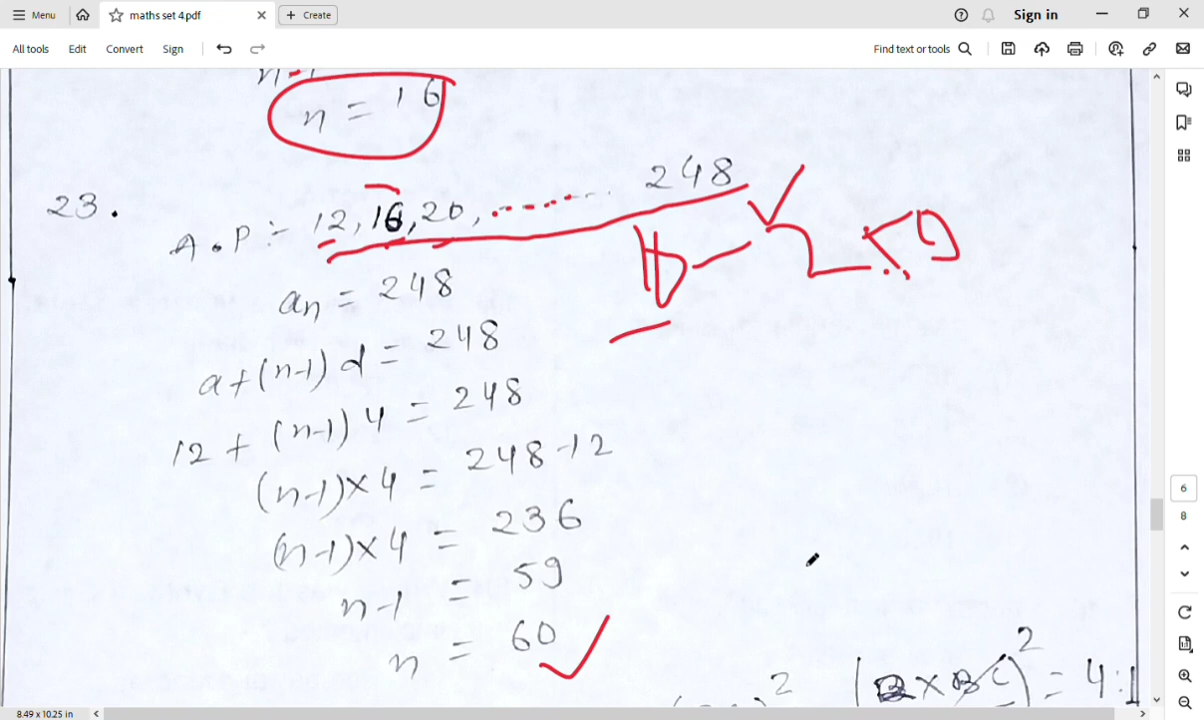 Menu maths set 4.pdf Create Sign in
All tools Edit Convert Sign Find text or tools
n = 16
23.
A.P :- 12, 16, 20, ............ 248
an = 248
a + (n-1) d = 248
12 + (n-1) 4 = 248
(n-1) × 4 = 248 - 12
(n-1) × 4 = 236
n-1 = 59
n = 60
2
2 = 4:1
6
8
8.49 x 10.25 in